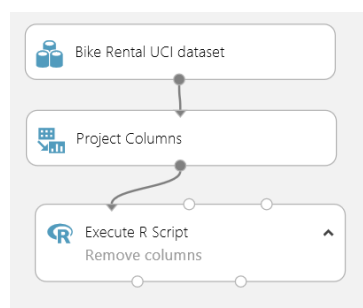 Bike Rental UCI dataset
Project Columns
Execute R Script
Remove columns